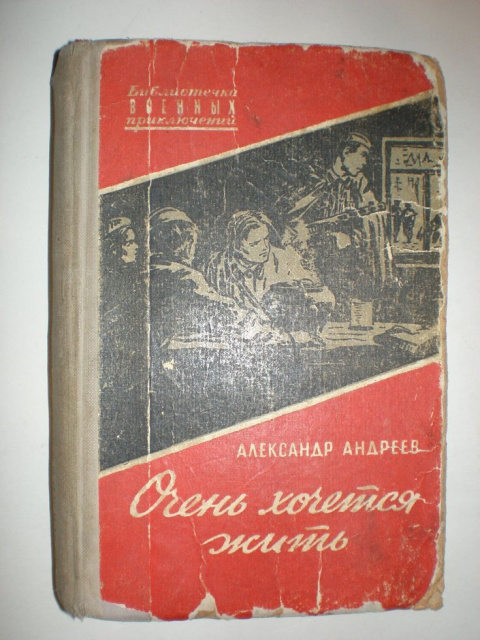 Библиотечка
ВОЕННЫХ
приключений
АЛЕКСАНДР АНДРЕЕВ
Очень хочется
жить